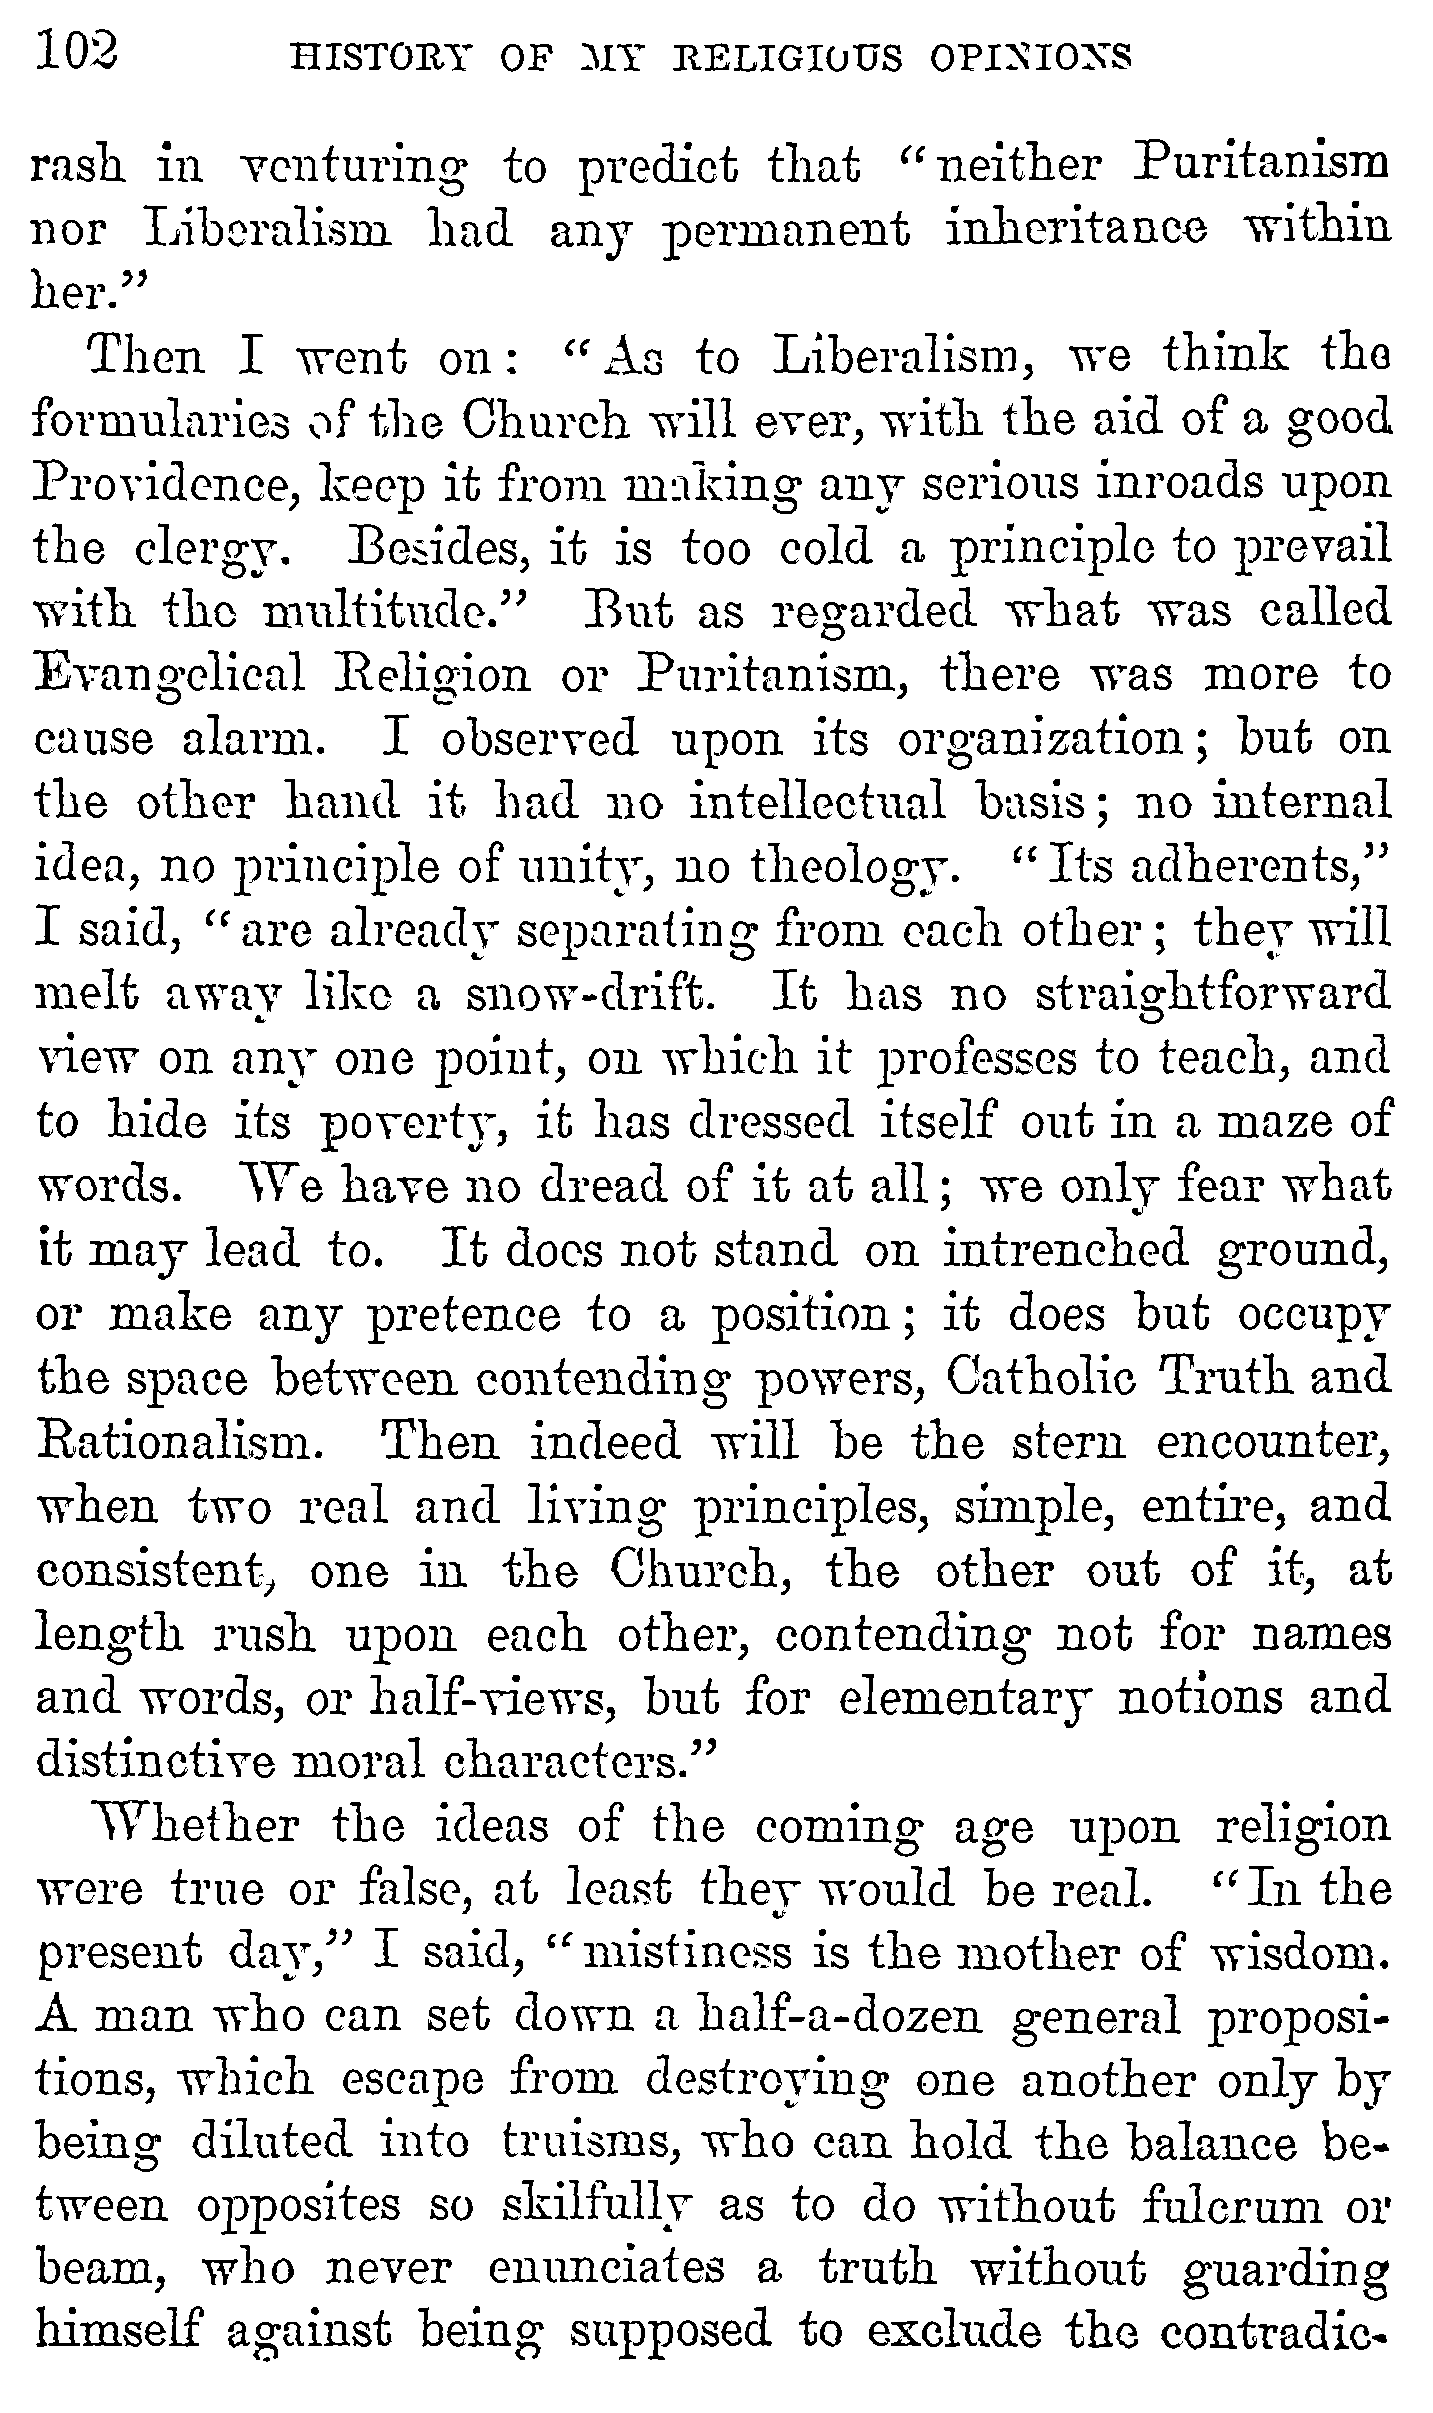 102 HISTORY OF MY RELIGIOUS OPINIONS
rash in venturing to predict that “neither Puritanism
nor Liberalism had any permanent inheritance within
her.”
Then I went on: “As to Liberalism, we think the
formularies of the Church will ever, with the aid of a good
Providence, keep it from making any serious inroads upon
the clergy. Besides, it is too cold a principle to prevail
with the multitude.” But as regarded what was called
Evangelical Religion or Puritanism, there was more to
cause alarm. I observed upon its organization; but on
the other hand it had no intellectual basis; no internal
idea, no principle of unity, no theology. “Its adherents,”
I said, “are already separating from each other; they will
melt away like a snow-drift. It has no straightforward
view on any one point, on which it professes to teach, and
to hide its poverty, it has dressed itself out in a maze of
words. We have no dread of it at all; we only fear what
it may lead to. It does not stand on intrenched ground,
or make any pretence to a position; it does but occupy
the space between contending powers, Catholic Truth and
Rationalism. Then indeed will be the stern encounter,
when two real and living principles, simple, entire, and
consistent, one in the Church, the other out of it, at
length rush upon each other, contending not for names
and words, or half-views, but for elementary notions and
distinctive moral characters.”
Whether the ideas of the coming age upon religion
were true or false, at least they would be real. “In the
present day,” I said, “mistiness is the mother of wisdom.
A man who can set down a half-a-dozen general proposi-
tions, which escape from destroying one another only by
being diluted into truisms, who can hold the balance be-
tween opposites so skilfully as to do without fulcrum or
beam, who never enunciates a truth without guarding
himself against being supposed to exclude the contradic-